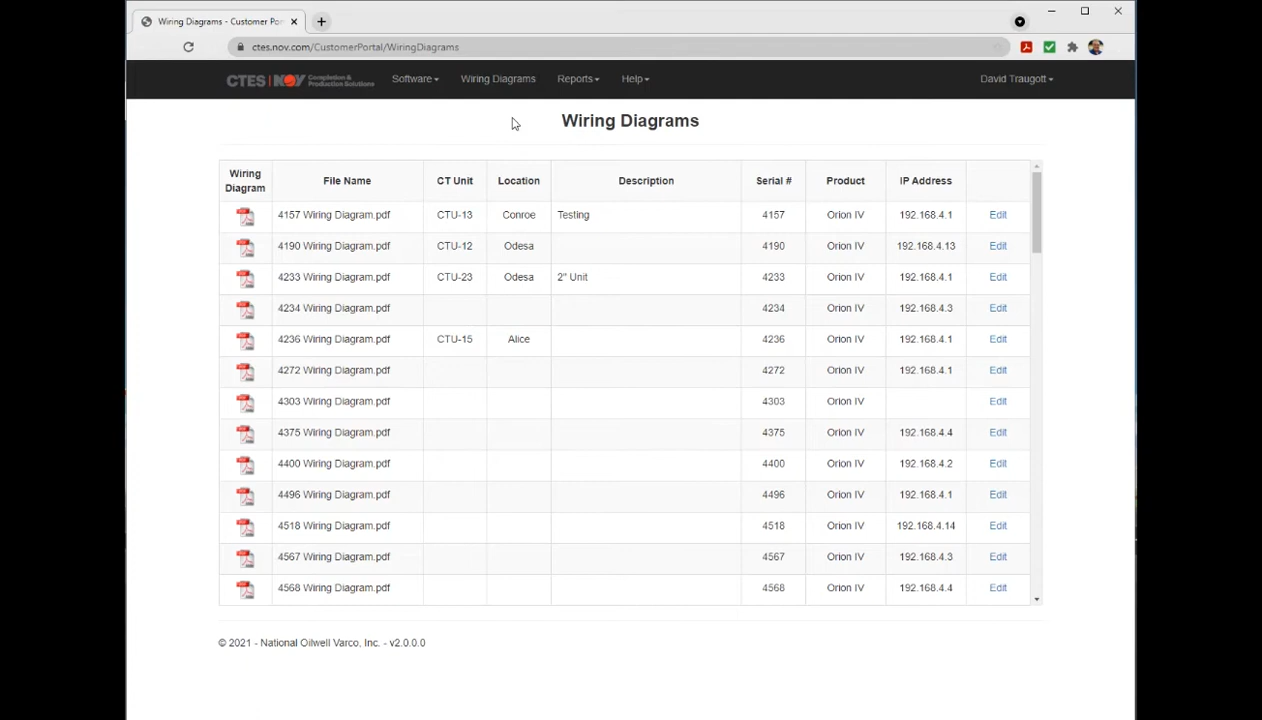 Wiring Diagrams - Customer Por
ctes.nov.com/CustomerPortal/WiringDiagrams
CTES | NOV Completion & Production Solutions Software Wiring Diagrams Reports Help David Traugott
Wiring Diagrams
Wiring Diagram File Name CT Unit Location Description Serial # Product IP Address
4157 Wiring Diagram.pdf CTU-13 Conroe Testing 4157 Orion IV 192.168.4.1 Edit
4190 Wiring Diagram.pdf CTU-12 Odesa 4190 Orion IV 192.168.4.13 Edit
4233 Wiring Diagram.pdf CTU-23 Odesa 2" Unit 4233 Orion IV 192.168.4.1 Edit
4234 Wiring Diagram.pdf 4234 Orion IV 192.168.4.3 Edit
4236 Wiring Diagram.pdf CTU-15 Alice 4236 Orion IV 192.168.4.1 Edit
4272 Wiring Diagram.pdf 4272 Orion IV 192.168.4.1 Edit
4303 Wiring Diagram.pdf 4303 Orion IV Edit
4375 Wiring Diagram.pdf 4375 Orion IV 192.168.4.4 Edit
4400 Wiring Diagram.pdf 4400 Orion IV 192.168.4.2 Edit
4496 Wiring Diagram.pdf 4496 Orion IV 192.168.4.1 Edit
4518 Wiring Diagram.pdf 4518 Orion IV 192.168.4.14 Edit
4567 Wiring Diagram.pdf 4567 Orion IV 192.168.4.3 Edit
4568 Wiring Diagram.pdf 4568 Orion IV 192.168.4.4 Edit
© 2021 - National Oilwell Varco, Inc. - v2.0.0.0